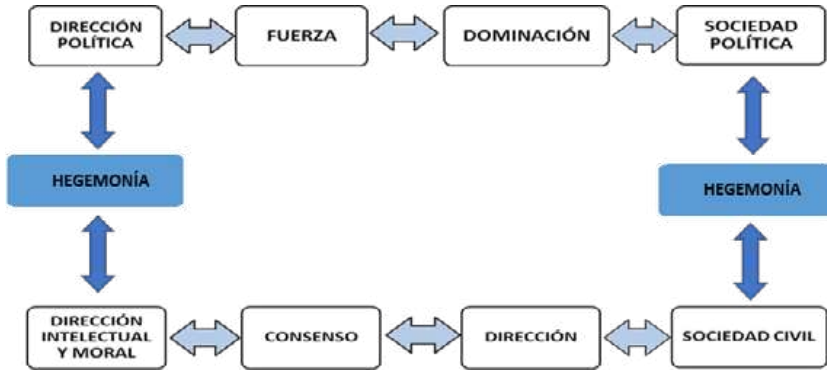 DIRECCIÓN
POLÍTICA
FUERZA
DOMINACIÓN
SOCIEDAD
POLÍTICA
HEGEMONÍA
HEGEMONÍA
DIRECCIÓN
INTELECTUAL
Y MORAL
CONSENSO
DIRECCIÓN
SOCIEDAD CIVIL